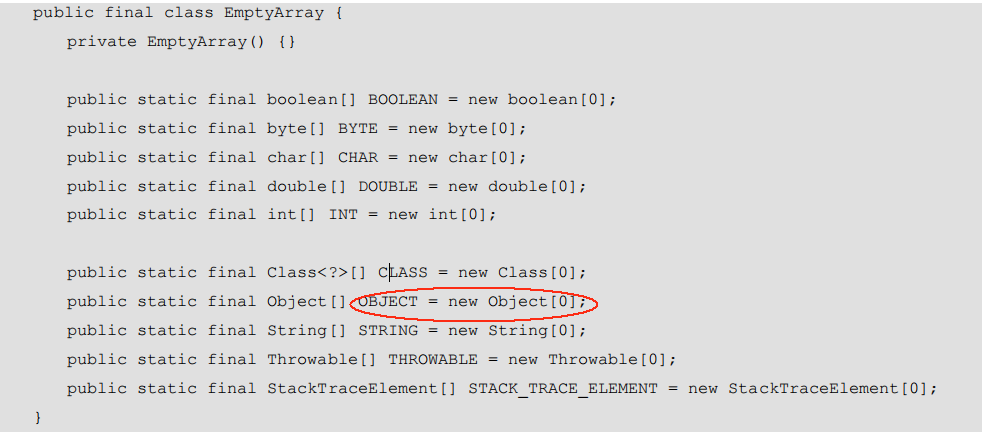 public final class EmptyArray {
private EmptyArray() {}
public static final boolean[] BOOLEAN = new boolean[0];
public static final byte[] BYTE = new byte[0];
public static final char[] CHAR = new char[0];
public static final double[] DOUBLE = new double[0];
public static final int[] INT = new int[0];
public static final Class<?>[] CLASS = new Class[0];
public static final Object[] OBJECT = new Object[0];
public static final String[] STRING = new String[0];
public static final Throwable[] THROWABLE = new Throwable[0];
public static final StackTraceElement[] STACK_TRACE_ELEMENT = new StackTraceElement[0];
}